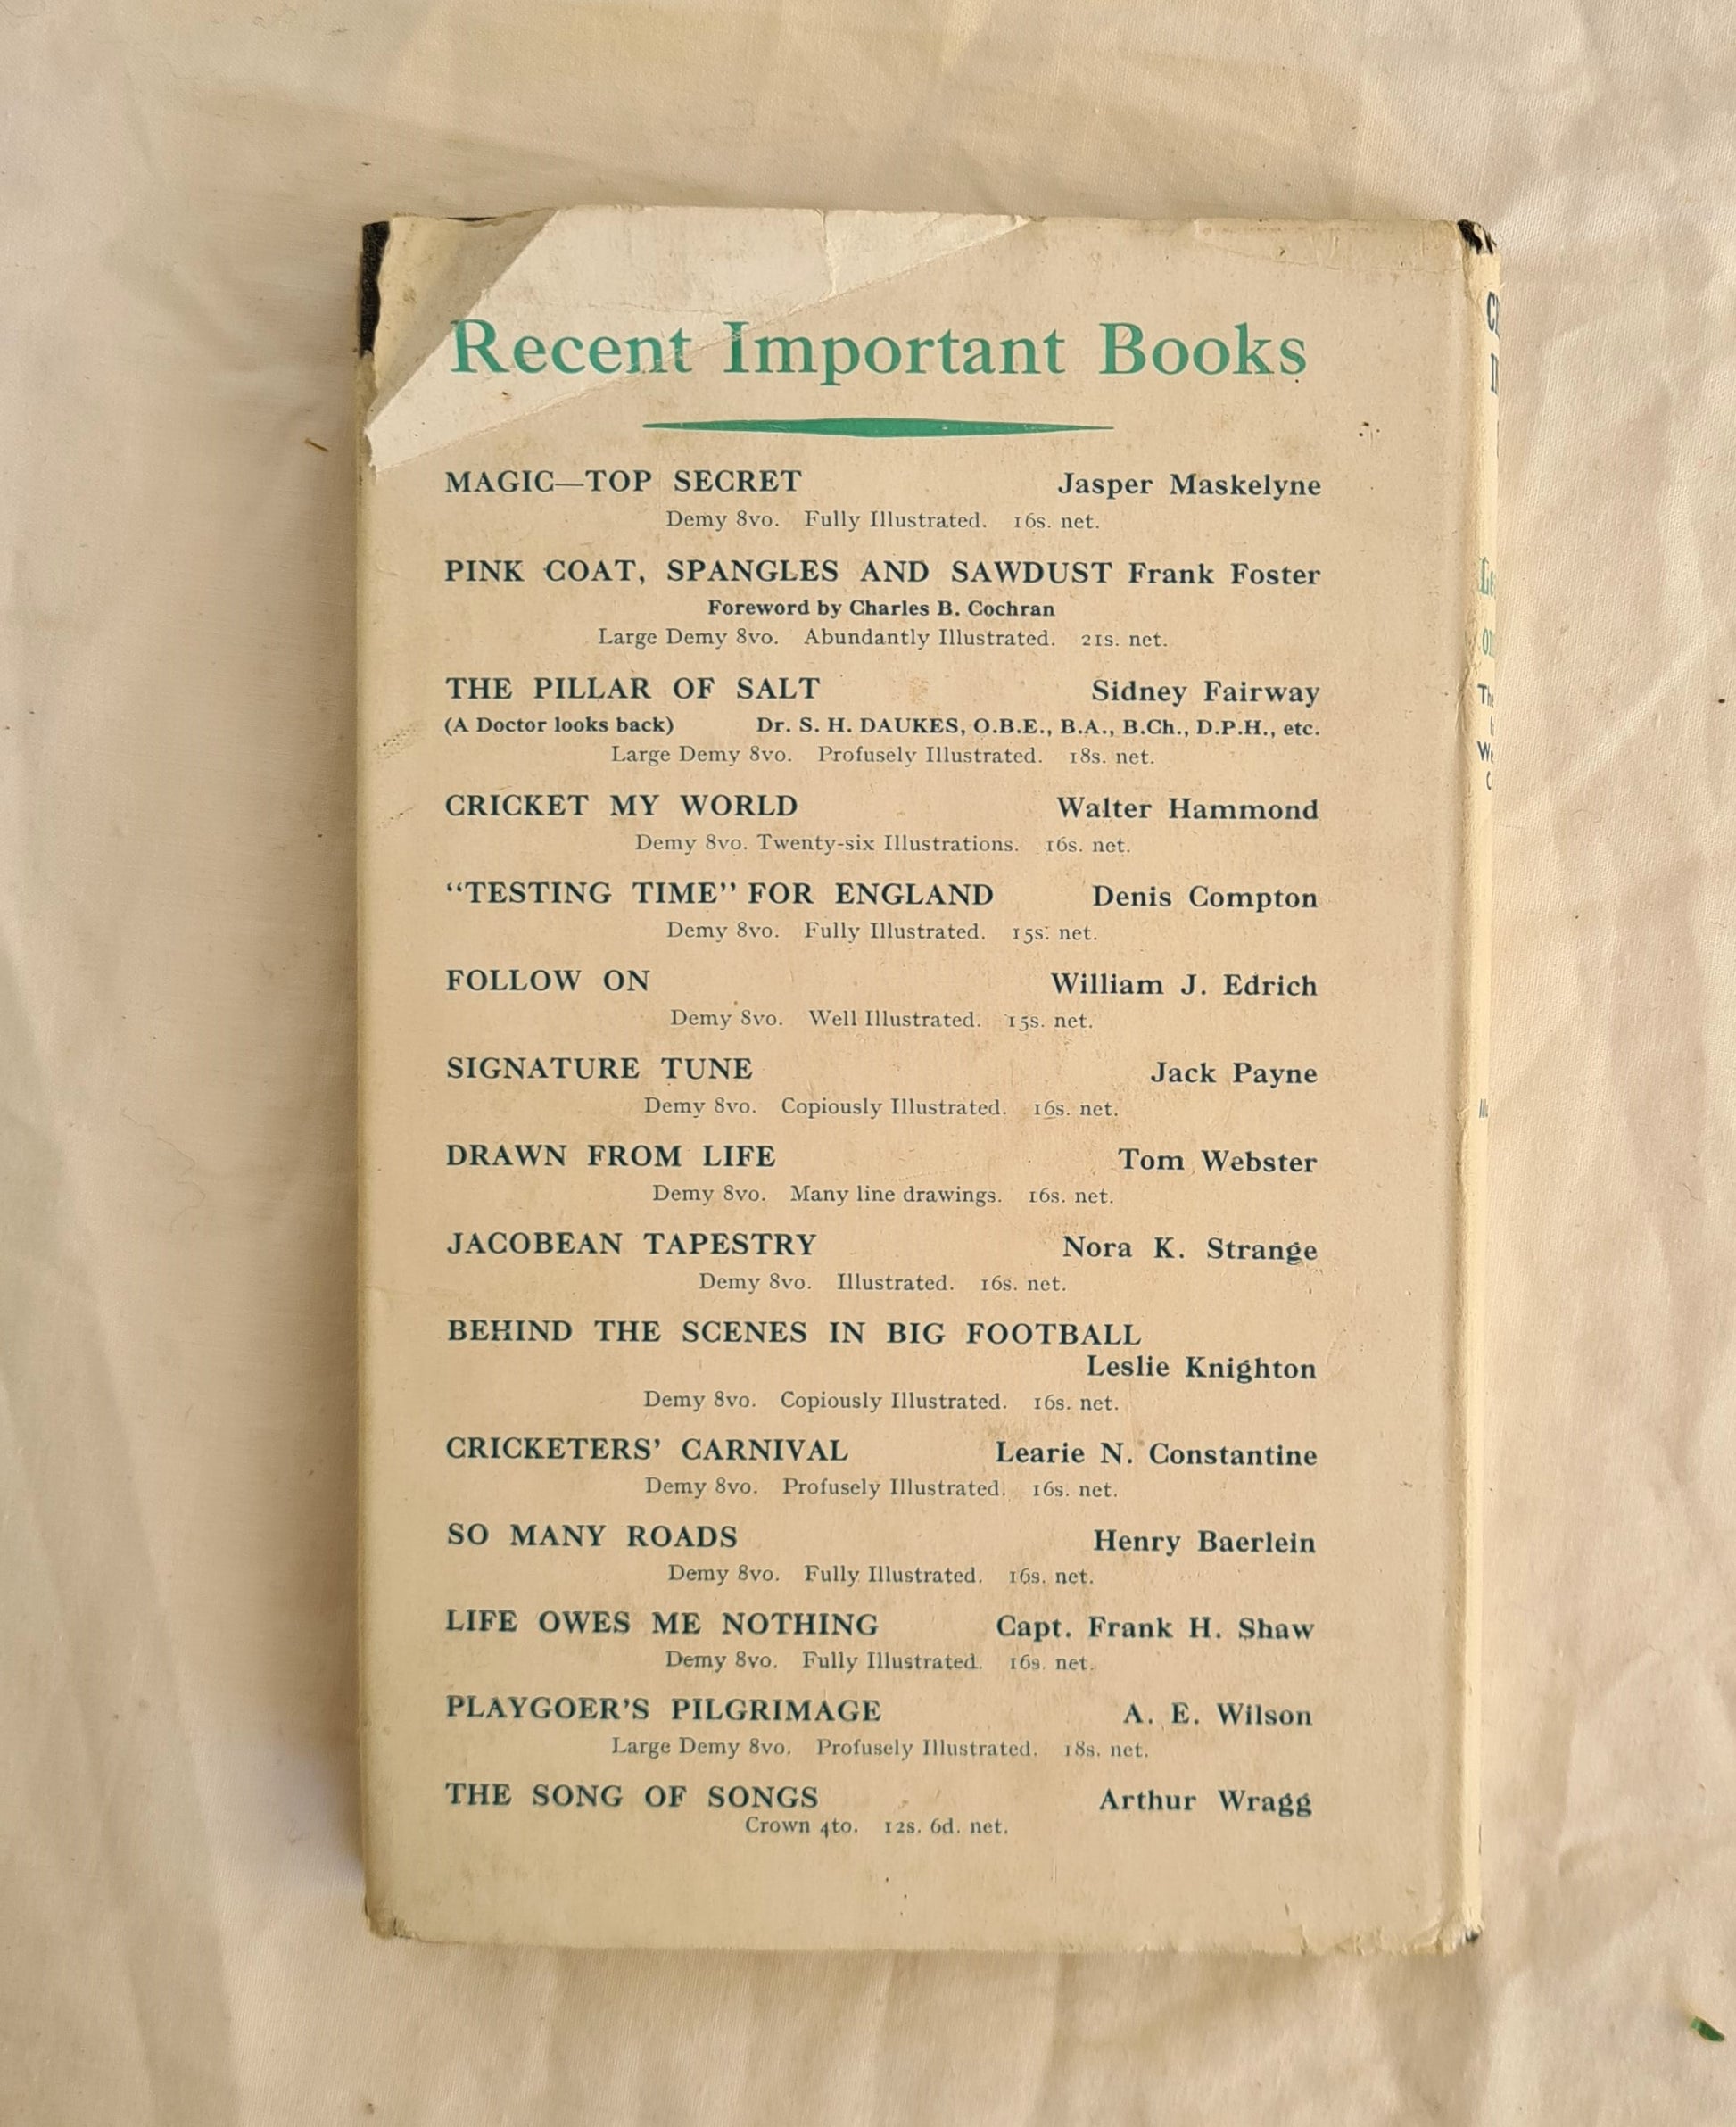 Recent Important Books
MAGIC—TOP SECRET Jasper Maskelyne
Demy 8vo. Fully Illustrated. 16s. net.
PINK COAT, SPANGLES AND SAWDUST Frank Foster
Foreword by Charles B. Cochran
Large Demy 8vo. Abundantly Illustrated. 21s. net.
THE PILLAR OF SALT Sidney Fairway
(A Doctor looks back) Dr. S. H. DAUKES, O.B.E., B.A., B.Ch., D.P.H., etc.
Large Demy 8vo. Profusely Illustrated. 18s. net.
CRICKET MY WORLD Walter Hammond
Demy 8vo. Twenty-six Illustrations. 16s. net.
“TESTING TIME” FOR ENGLAND Denis Compton
Demy 8vo. Fully Illustrated. 15s. net.
FOLLOW ON William J. Edrich
Demy 8vo. Well Illustrated. 15s. net.
SIGNATURE TUNE Jack Payne
Demy 8vo. Copiously Illustrated. 16s. net.
DRAWN FROM LIFE Tom Webster
Demy 8vo. Many line drawings. 16s. net.
JACOBEAN TAPESTRY Nora K. Strange
Demy 8vo. Illustrated. 16s. net.
BEHIND THE SCENES IN BIG FOOTBALL
Leslie Knighton
Demy 8vo. Copiously Illustrated. 16s. net.
CRICKETERS’ CARNIVAL Learie N. Constantine
Demy 8vo. Profusely Illustrated. 16s. net.
SO MANY ROADS Henry Baerlein
Demy 8vo. Fully Illustrated. 16s. net.
LIFE OWES ME NOTHING Capt. Frank H. Shaw
Demy 8vo. Fully Illustrated. 16s. net.
PLAYGOER’S PILGRIMAGE A. E. Wilson
Large Demy 8vo. Profusely Illustrated. 18s. net.
THE SONG OF SONGS Arthur Wragg
Crown 4to. 12s. 6d. net.